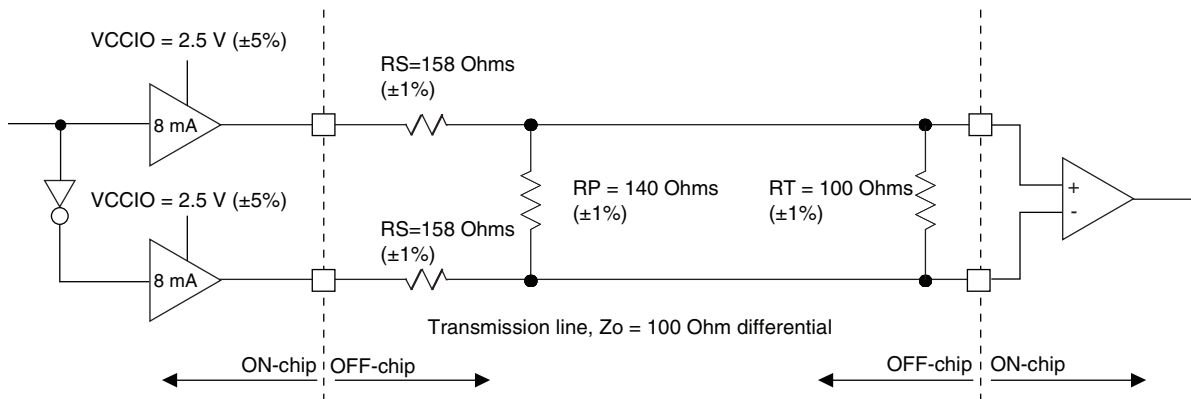 VCCIO = 2.5 V (±5%)
8 mA
RS=158 Ohms
(±1%)
VCCIO = 2.5 V (±5%)
8 mA
RS=158 Ohms
(±1%)
RP = 140 Ohms
(±1%)
RT = 100 Ohms
(±1%)
+
-
Transmission line, Zo = 100 Ohm differential
ON-chip
OFF-chip
OFF-chip
ON-chip